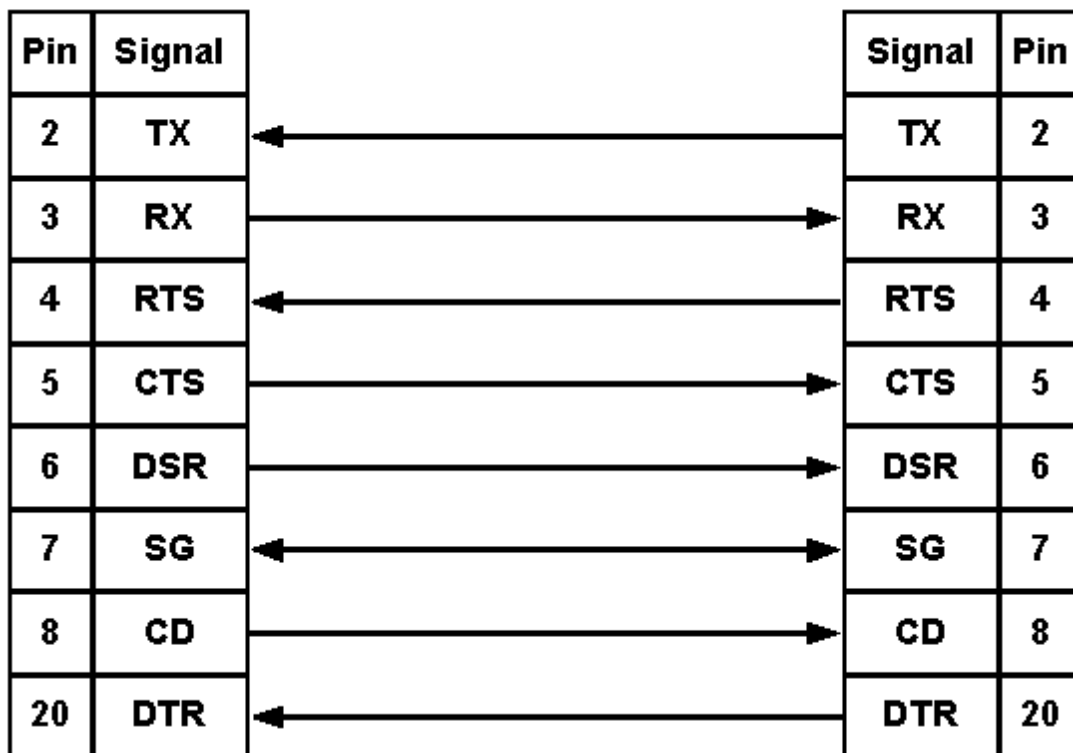 Pin Signal Signal Pin
2 TX TX 2
3 RX RX 3
4 RTS RTS 4
5 CTS CTS 5
6 DSR DSR 6
7 SG SG 7
8 CD CD 8
20 DTR DTR 20